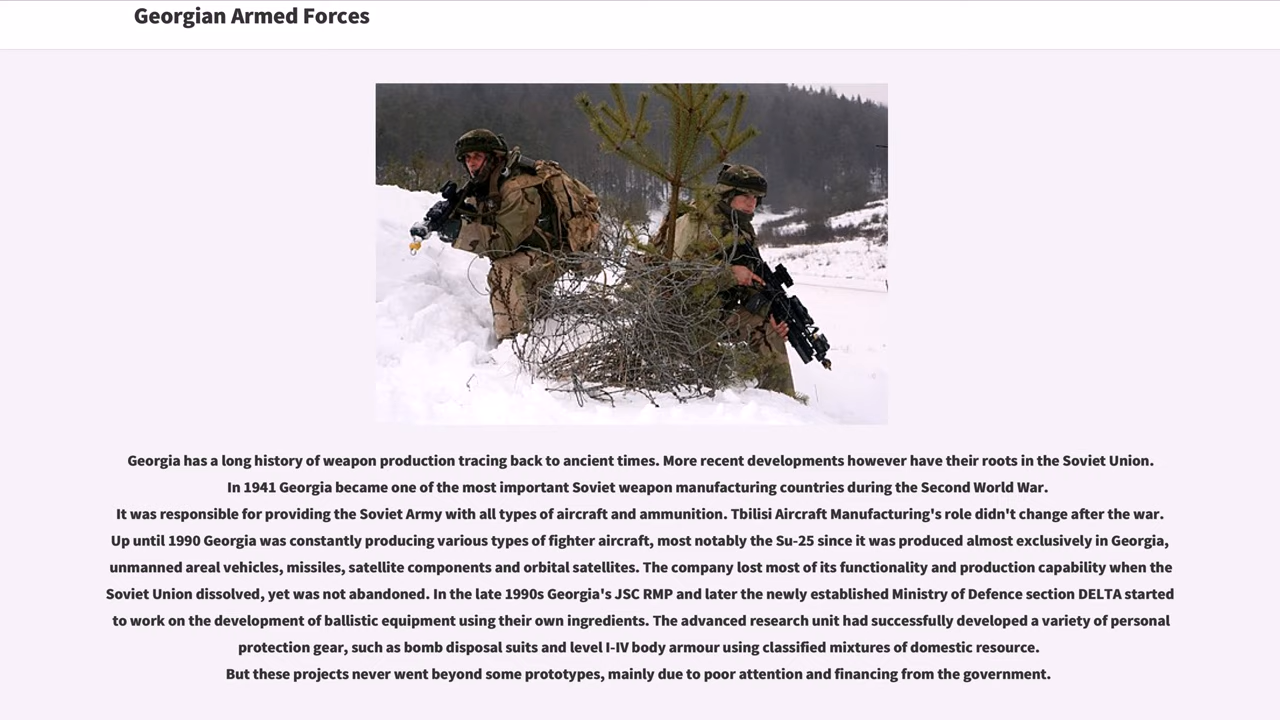 Georgian Armed Forces
Georgia has a long history of weapon production tracing back to ancient times. More recent developments however have their roots in the Soviet Union.
In 1941 Georgia became one of the most important Soviet weapon manufacturing countries during the Second World War.
It was responsible for providing the Soviet Army with all types of aircraft and ammunition. Tbilisi Aircraft Manufacturing's role didn't change after the war.
Up until 1990 Georgia was constantly producing various types of fighter aircraft, most notably the Su-25 since it was produced almost exclusively in Georgia,
unmanned areal vehicles, missiles, satellite components and orbital satellites. The company lost most of its functionality and production capability when the
Soviet Union dissolved, yet was not abandoned. In the late 1990s Georgia's JSC RMP and later the newly established Ministry of Defence section DELTA started
to work on the development of ballistic equipment using their own ingredients. The advanced research unit had successfully developed a variety of personal
protection gear, such as bomb disposal suits and level I-IV body armour using classified mixtures of domestic resource.
But these projects never went beyond some prototypes, mainly due to poor attention and financing from the government.